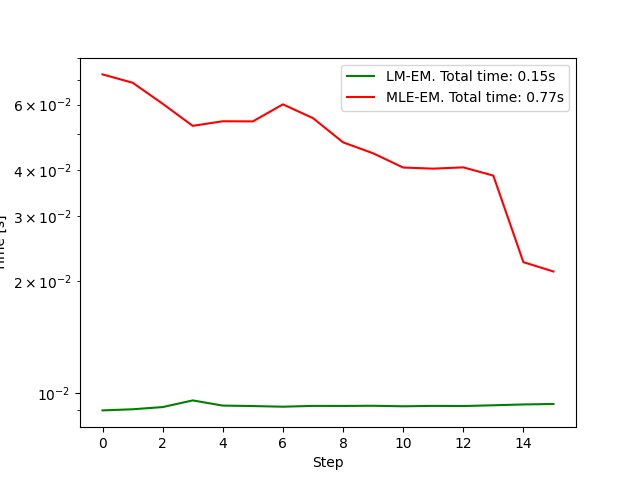 LM-EM. Total time: 0.15s
MLE-EM. Total time: 0.77s
6 × 10⁻²
4 × 10⁻²
3 × 10⁻²
2 × 10⁻²
10⁻²
Time [s]
0 2 4 6 8 10 12 14
Step